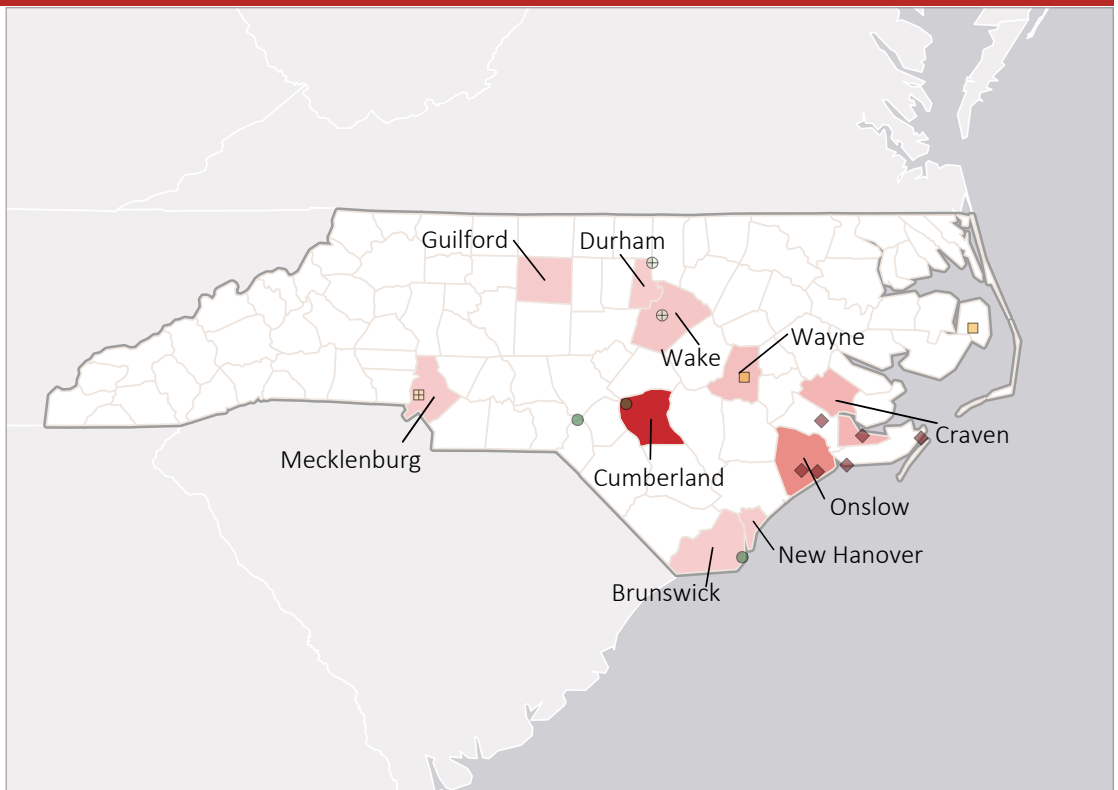 Guilford
Durham
Wake
Wayne
Craven
Mecklenburg
Cumberland
Onslow
New Hanover
Brunswick